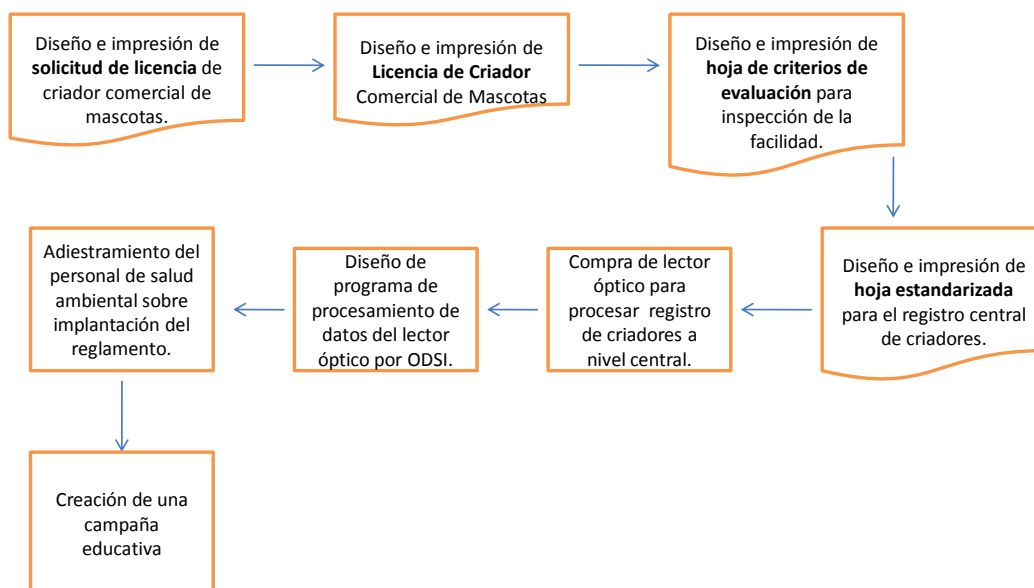 Diseño e impresión de
solicitud de licencia de
criador comercial de
mascotas.
Diseño e impresión de
Licencia de Criador
Comercial de Mascotas
Diseño e impresión de
hoja de criterios de
evaluación para
inspección de la
facilidad.
Diseño e impresión de
hoja estandarizada
para el registro central
de criadores.
Compra de lector
óptico para
procesar registro
de criadores a
nivel central.
Diseño de
programa de
procesamiento de
datos del lector
óptico por ODSI.
Adiestramiento del
personal de salud
ambiental sobre
implantación del
reglamento.
Creación de una
campaña
educativa